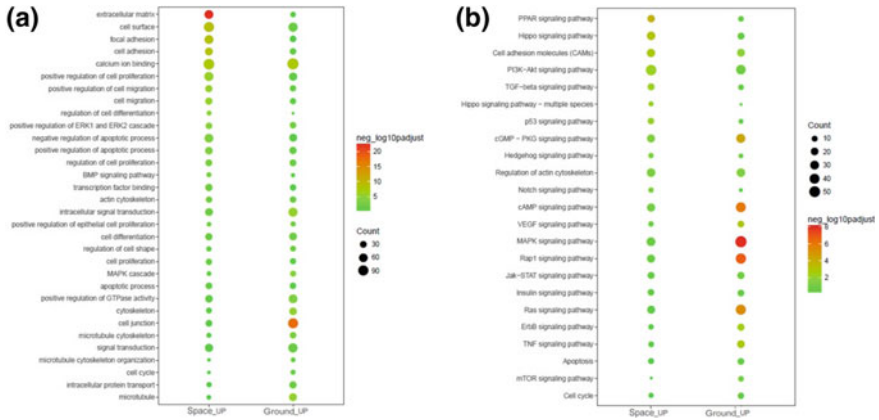 (a)
extracellular matrix
cell surface
focal adhesion
cell adhesion
calcium ion binding
positive regulation of cell proliferation
positive regulation of cell migration
cell migration
regulation of cell differentiation
positive regulation of ERK1 and ERK2 cascade
negative regulation of apoptotic process
positive regulation of apoptotic process
regulation of cell proliferation
BMP signaling pathway
transcription factor binding
actin cytoskeleton
intracellular signal transduction
positive regulation of epithelial cell proliferation
cell differentiation
regulation of cell shape
cell proliferation
MAPK cascade
apoptotic process
positive regulation of GTPase activity
cytoskeleton
cell junction
microtubule cytoskeleton
signal transduction
microtubule cytoskeleton organization
cell cycle
intracellular protein transport
microtubule
Space_UP
Ground_UP
neg_log10padjust
20
15
10
5
Count
30
60
90
(b)
PPAR signaling pathway
Hippo signaling pathway
Cell adhesion molecules (CAMs)
PI3K-Akt signaling pathway
TGF-beta signaling pathway
Hippo signaling pathway - multiple species
p53 signaling pathway
cGMP - PKG signaling pathway
Hedgehog signaling pathway
Regulation of actin cytoskeleton
Notch signaling pathway
cAMP signaling pathway
VEGF signaling pathway
MAPK signaling pathway
Rap1 signaling pathway
Jak-STAT signaling pathway
Insulin signaling pathway
Ras signaling pathway
ErbB signaling pathway
TNF signaling pathway
Apoptosis
mTOR signaling pathway
Cell cycle
Space_UP
Ground_UP
Count
10
20
30
40
50
neg_log10padjust
8
6
4
2